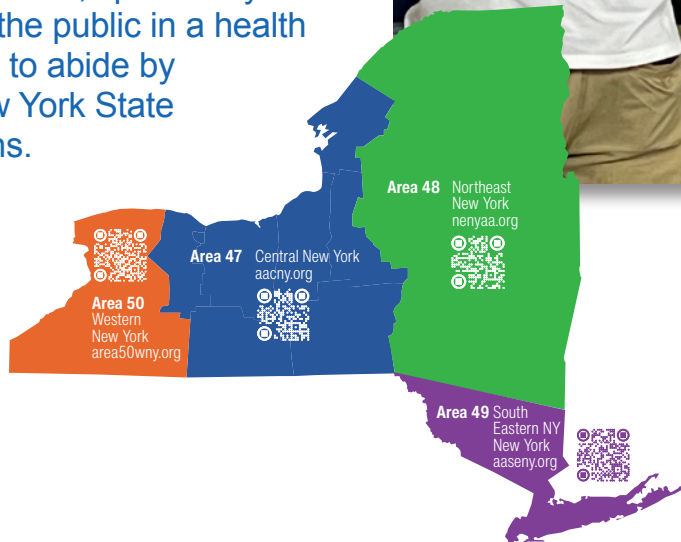 the public in a health
to abide by
York State
Area 48 Northeast
New York
nenyaa.org
Area 47 Central New York
aacny.org
Area 50
Western
New York
area50wny.org
Area 49 South
Eastern NY
New York
aaseny.org